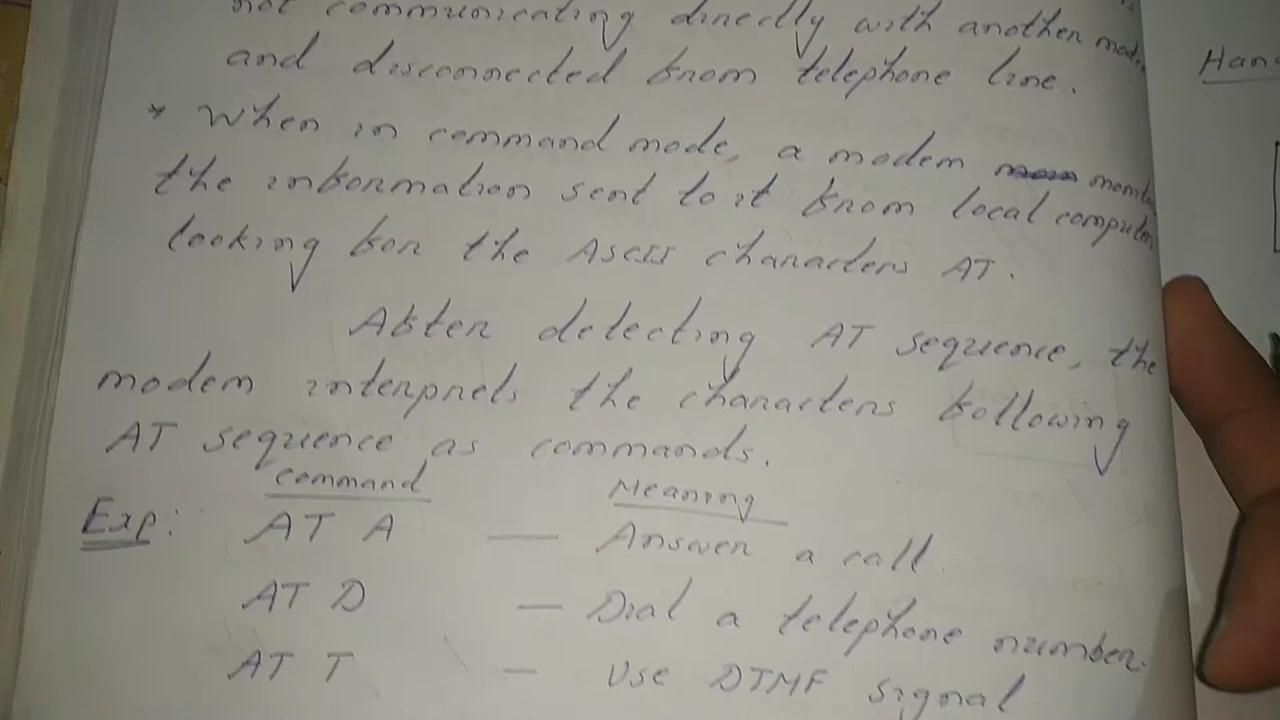 not communicating directly with another
and disconnected from telephone line.
* When in command mode, a modem
the information sent to it from local computer
looking for the ASCII characters AT.
After detecting AT sequence, the
modem interprets the characters following
AT sequence as commands.
Command Meaning
Exp: AT A — Answer a call
AT D — Dial a telephone number.
AT T — Use DTMF signal